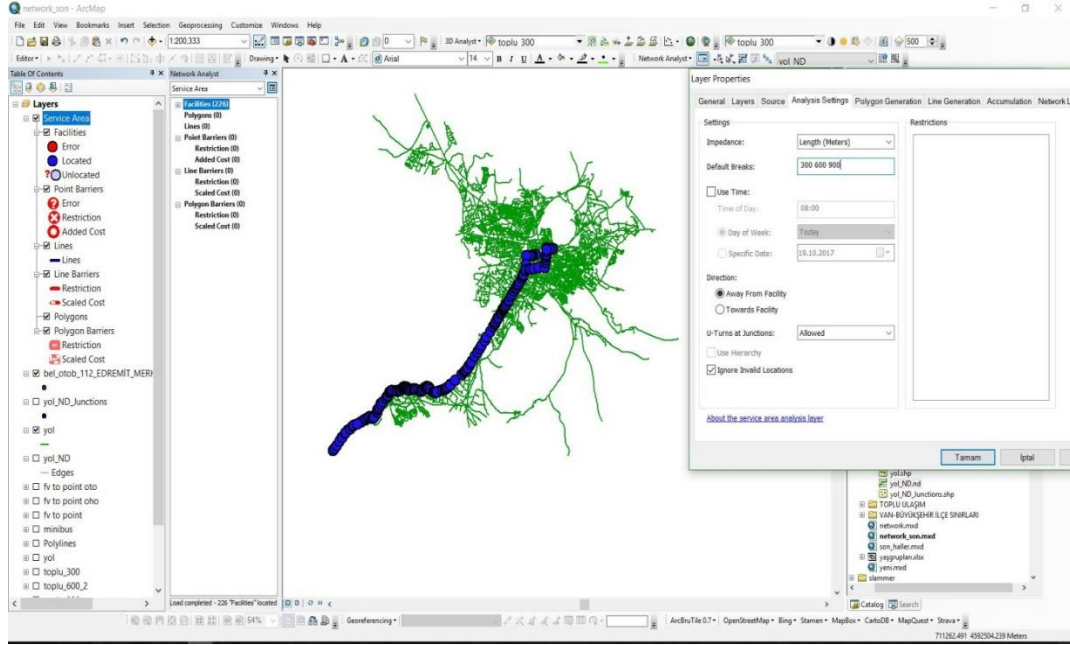 network_son - ArcMap
File Edit View Bookmarks Insert Selection Geoprocessing Customize Windows Help
1:200,333 0 3D Analyst toplu 300 toplu 300 500
Editor Drawing A Arial 14 B I U A Network Analyst yol_ND
Table Of Contents
Layers
Service Area
Facilities
Error
Located
Unlocated
Point Barriers
Error
Restriction
Added Cost
Lines
Lines
Line Barriers
Restriction
Scaled Cost
Polygons
Polygon Barriers
Restriction
Scaled Cost
bel_otob_112_EDREMİT_MERK
yol_ND_Junctions
yol
yol_ND
Edges
fv to point oto
fv to point oho
fv to point
minibus
Polylines
yol
toplu_300
toplu_600_2
Network Analyst
Service Area
Facilities (226)
Polygons (0)
Lines (0)
Point Barriers (0)
Restriction (0)
Added Cost (0)
Line Barriers (0)
Restriction (0)
Scaled Cost (0)
Polygon Barriers (0)
Restriction (0)
Scaled Cost (0)
Load completed - 226 "Facilities" located
Layer Properties
General Layers Source Analysis Settings Polygon Generation Line Generation Accumulation Network L
Settings
Impedance: Length (Meters)
Default Breaks: 300 600 900
Use Time:
Time of Day: 08:00
Day of Week: Today
Specific Date: 19.10.2017
Direction:
Away From Facility
Towards Facility
U-Turns at Junctions: Allowed
Use Hierarchy
Ignore Invalid Locations
Restrictions
About the service area analysis layer
Tamam İptal
yol.shp
yol_ND.nd
yol_ND_Junctions.shp
TOPLU ULAŞIM
VAN-BÜYÜKŞEHİR İLÇE SINIRLARI
network.mxd
network_son.mxd
son_haller.mxd
yaşgrupları.xlsx
yeni.mxd
slammer
Catalog Search
54% Georeferencing ArcBruTile 0.7 OpenStreetMap Bing Stamen MapBox CartoDB MapQuest Strava
711262.491 4592504.239 Meters